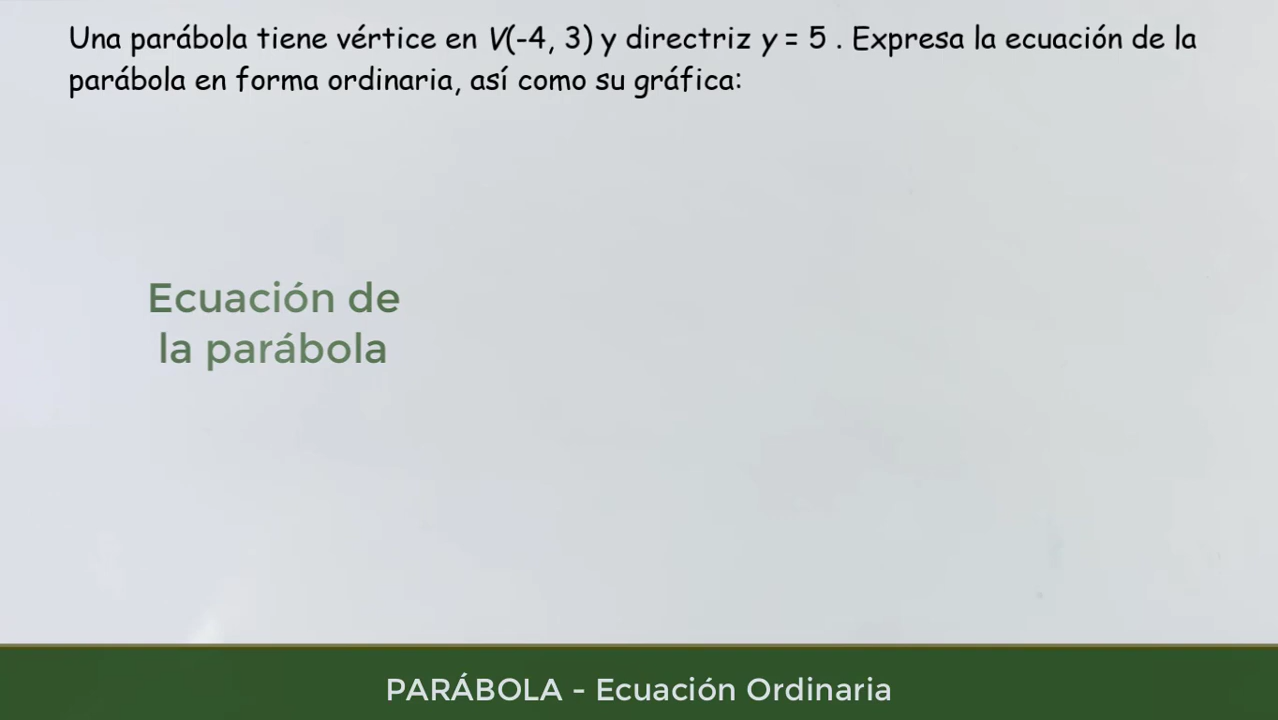 Una parábola tiene vértice en V(-4, 3) y directriz y = 5 . Expresa la ecuación de la
parábola en forma ordinaria, así como su gráfica:
Ecuación de
la parábola
PARÁBOLA - Ecuación Ordinaria